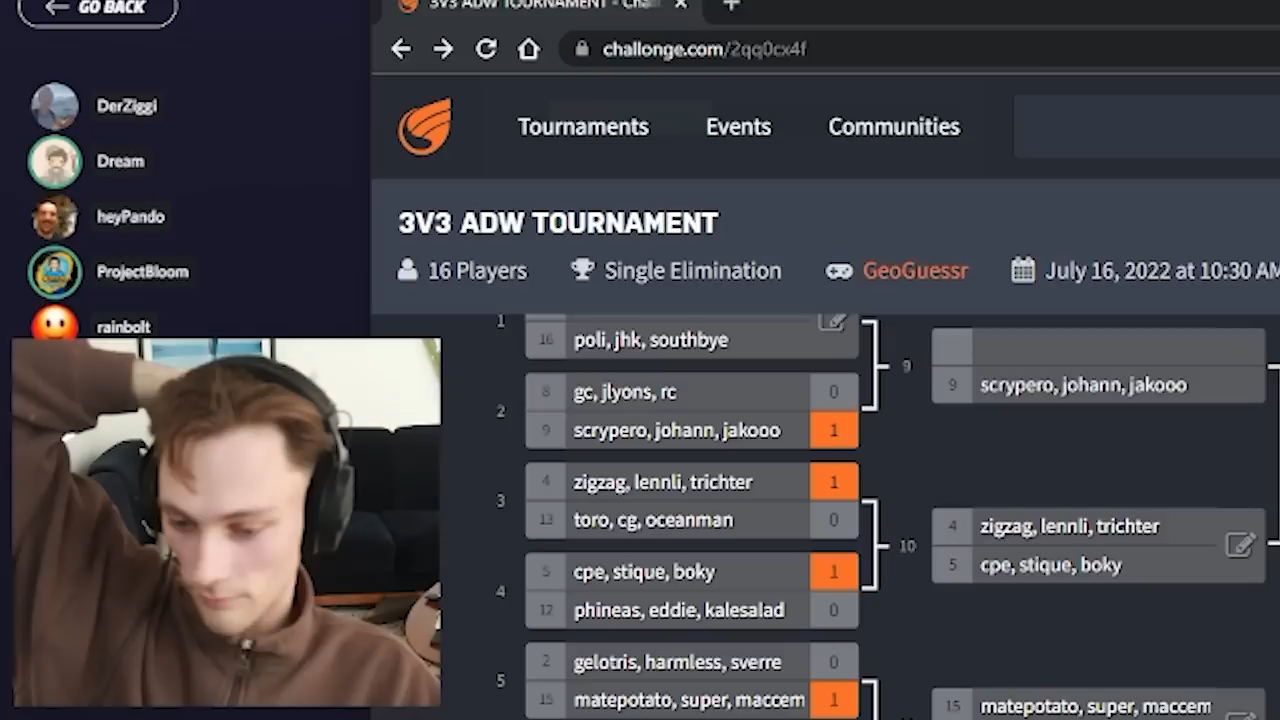 GO BACK
3V3 ADW TOURNAMENT - Chal
challonge.com/2qq0cx4f
DerZiggi
Dream
heyPando
ProjectBloom
rainbolt
Tournaments Events Communities
3V3 ADW TOURNAMENT
16 Players Single Elimination GeoGuessr July 16, 2022 at 10:30 AM
1
16 poli, jhk, southbye
2
8 gc, jlyons, rc 0
9 scrypero, johann, jakooo 1
3
4 zigzag, lennli, trichter 1
13 toro, cg, oceanman 0
4
5 cpe, stique, boky 1
12 phineas, eddie, kalesalad 0
5
2 gelotris, harmless, sverre 0
15 matepotato, super, maccem 1
9
9 scrypero, johann, jakooo
10
4 zigzag, lennli, trichter
5 cpe, stique, boky
15 matepotato, super, maccem